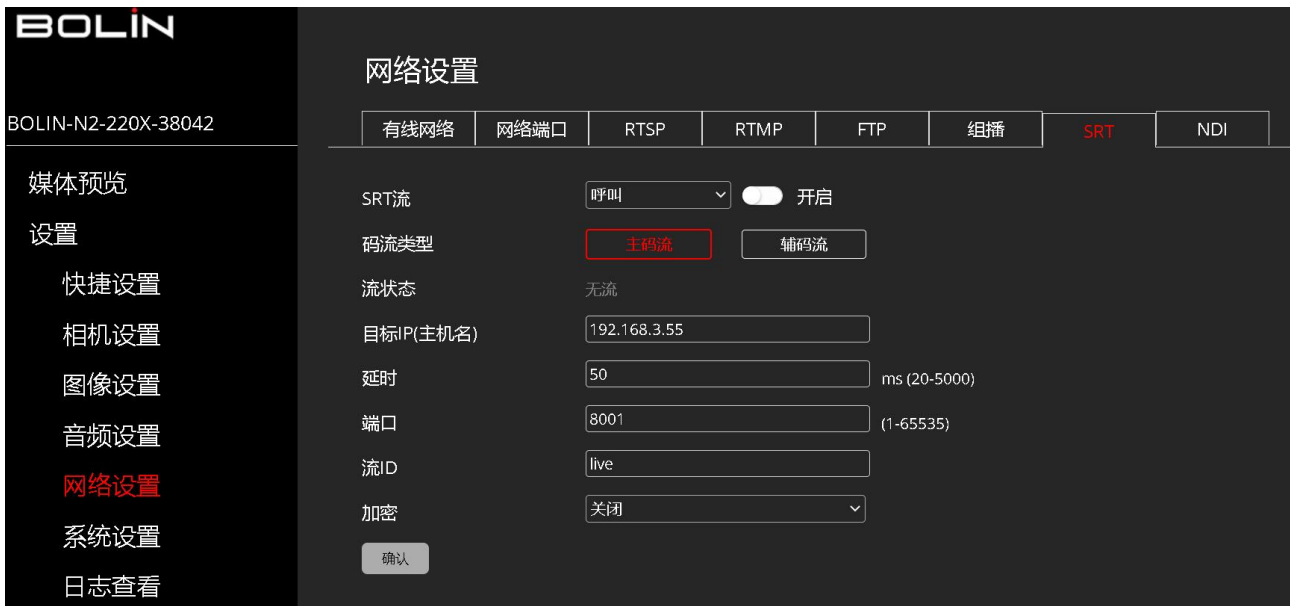 BOLIN
网络设置
BOLIN-N2-220X-38042
有线网络 网络端口 RTSP RTMP FTP 组播 SRT NDI
媒体预览
设置
快捷设置
相机设置
图像设置
音频设置
网络设置
系统设置
日志查看
SRT流 呼叫 开启
码流类型 主码流 辅码流
流状态 无流
目标IP(主机名) 192.168.3.55
延时 50 ms (20-5000)
端口 8001 (1-65535)
流ID live
加密 关闭
确认